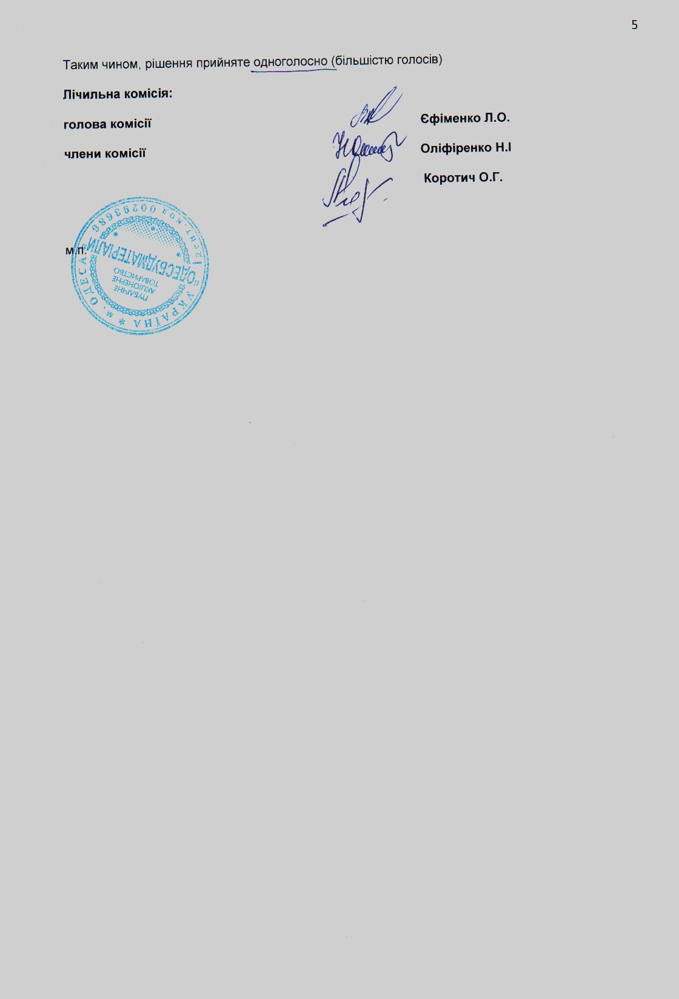 5
Таким чином, рішення прийняте одноголосно (більшістю голосів)
Лічильна комісія:
голова комісії
Єфіменко Л.О.
члени комісії
Оліфіренко Н.І
Коротич О.Г.
м.п.
УКРАЇНА * м. ОДЕСА * Ідент. код 00293686
ПУБЛІЧНЕ
АКЦІОНЕРНЕ
ТОВАРИСТВО
"ОДЕСБУДМАТЕРІАЛИ"